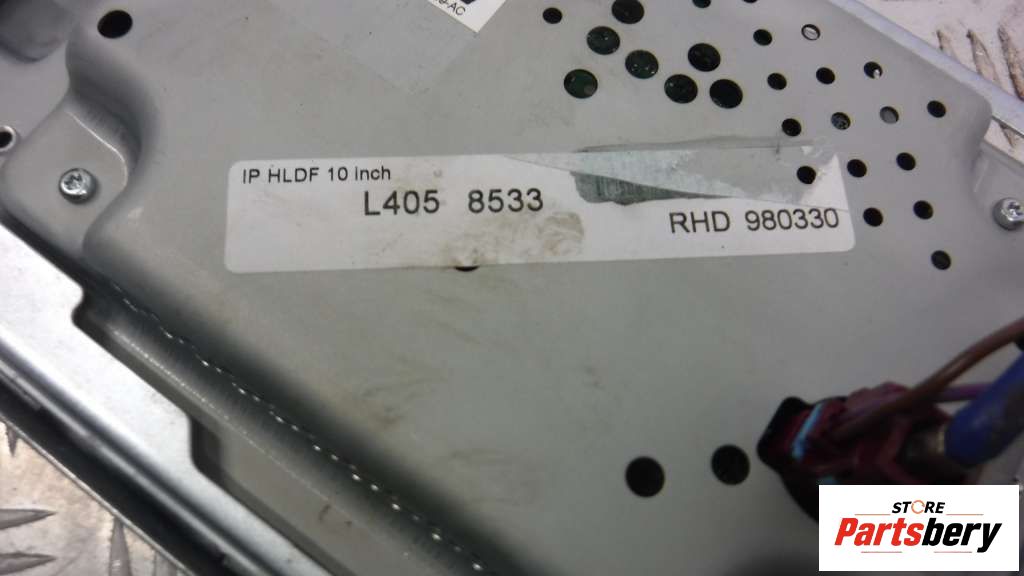 IP HLDF 10 inch
L405 8533
RHD 980330
STORE
Partsbery